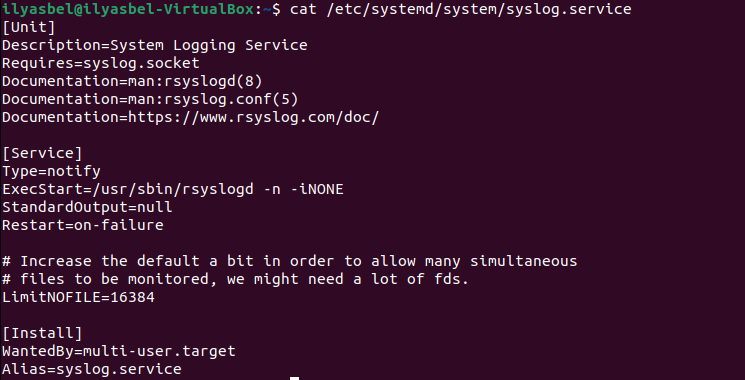 ilyasbel@ilyasbel-VirtualBox:~$ cat /etc/systemd/system/syslog.service
[Unit]
Description=System Logging Service
Requires=syslog.socket
Documentation=man:rsyslogd(8)
Documentation=man:rsyslog.conf(5)
Documentation=https://www.rsyslog.com/doc/

[Service]
Type=notify
ExecStart=/usr/sbin/rsyslogd -n -iNONE
StandardOutput=null
Restart=on-failure

# Increase the default a bit in order to allow many simultaneous
# files to be monitored, we might need a lot of fds.
LimitNOFILE=16384

[Install]
WantedBy=multi-user.target
Alias=syslog.service